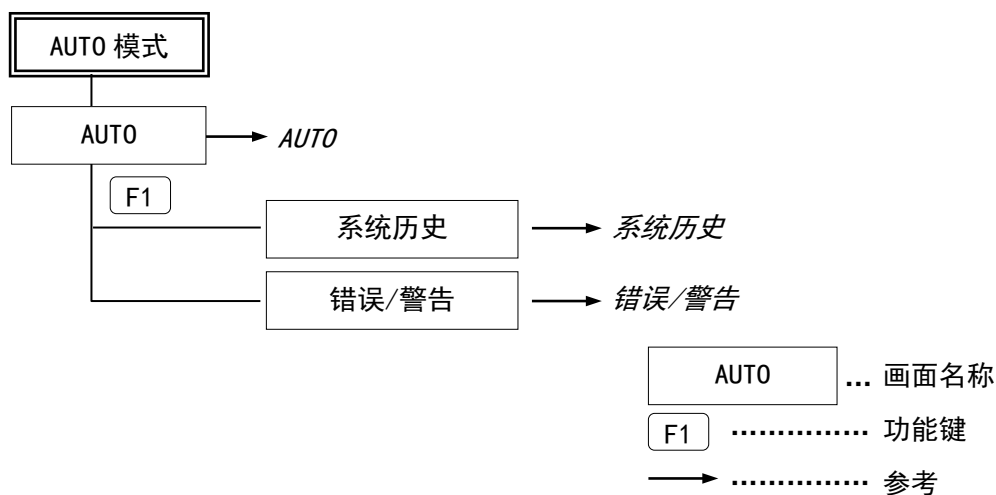 AUTO 模式
AUTO AUTO
F1
系统历史 系统历史
错误/警告 错误/警告
AUTO … 画面名称
F1 …………… 功能键
…………… 参考